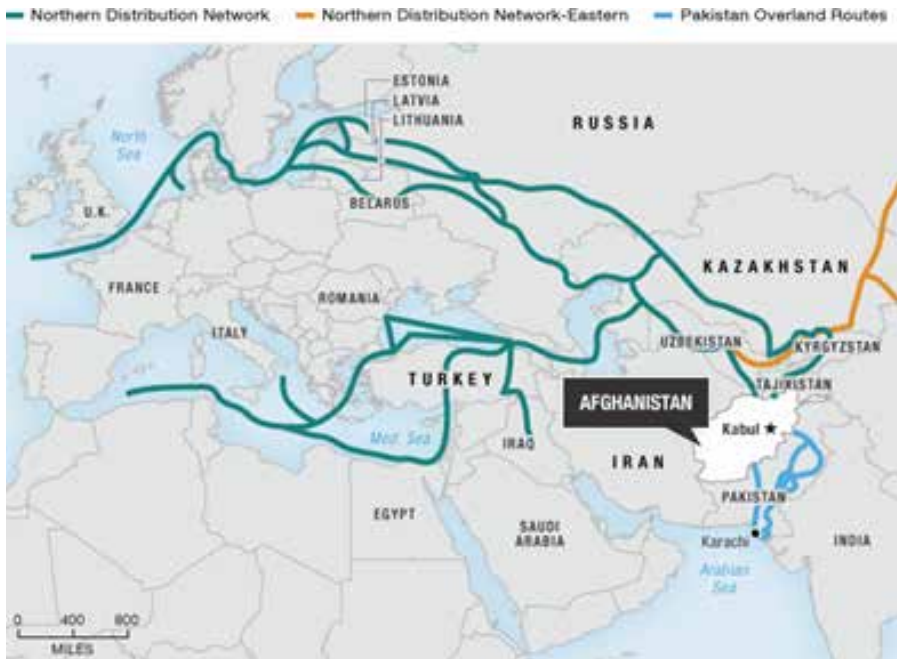 Northern Distribution Network
Northern Distribution Network-Eastern
Pakistan Overland Routes
ESTONIA
LATVIA
LITHUANIA
RUSSIA
North
Sea
U.K.
BELARUS
KAZAKHSTAN
FRANCE
ROMANIA
ITALY
UZBEKISTAN
KYRGYZSTAN
TURKEY
TAJIKISTAN
AFGHANISTAN
Kabul
Med. Sea
IRAQ
IRAN
PAKISTAN
EGYPT
SAUDI
ARABIA
Karachi
INDIA
Arabian
Sea
0 400 800
MILES